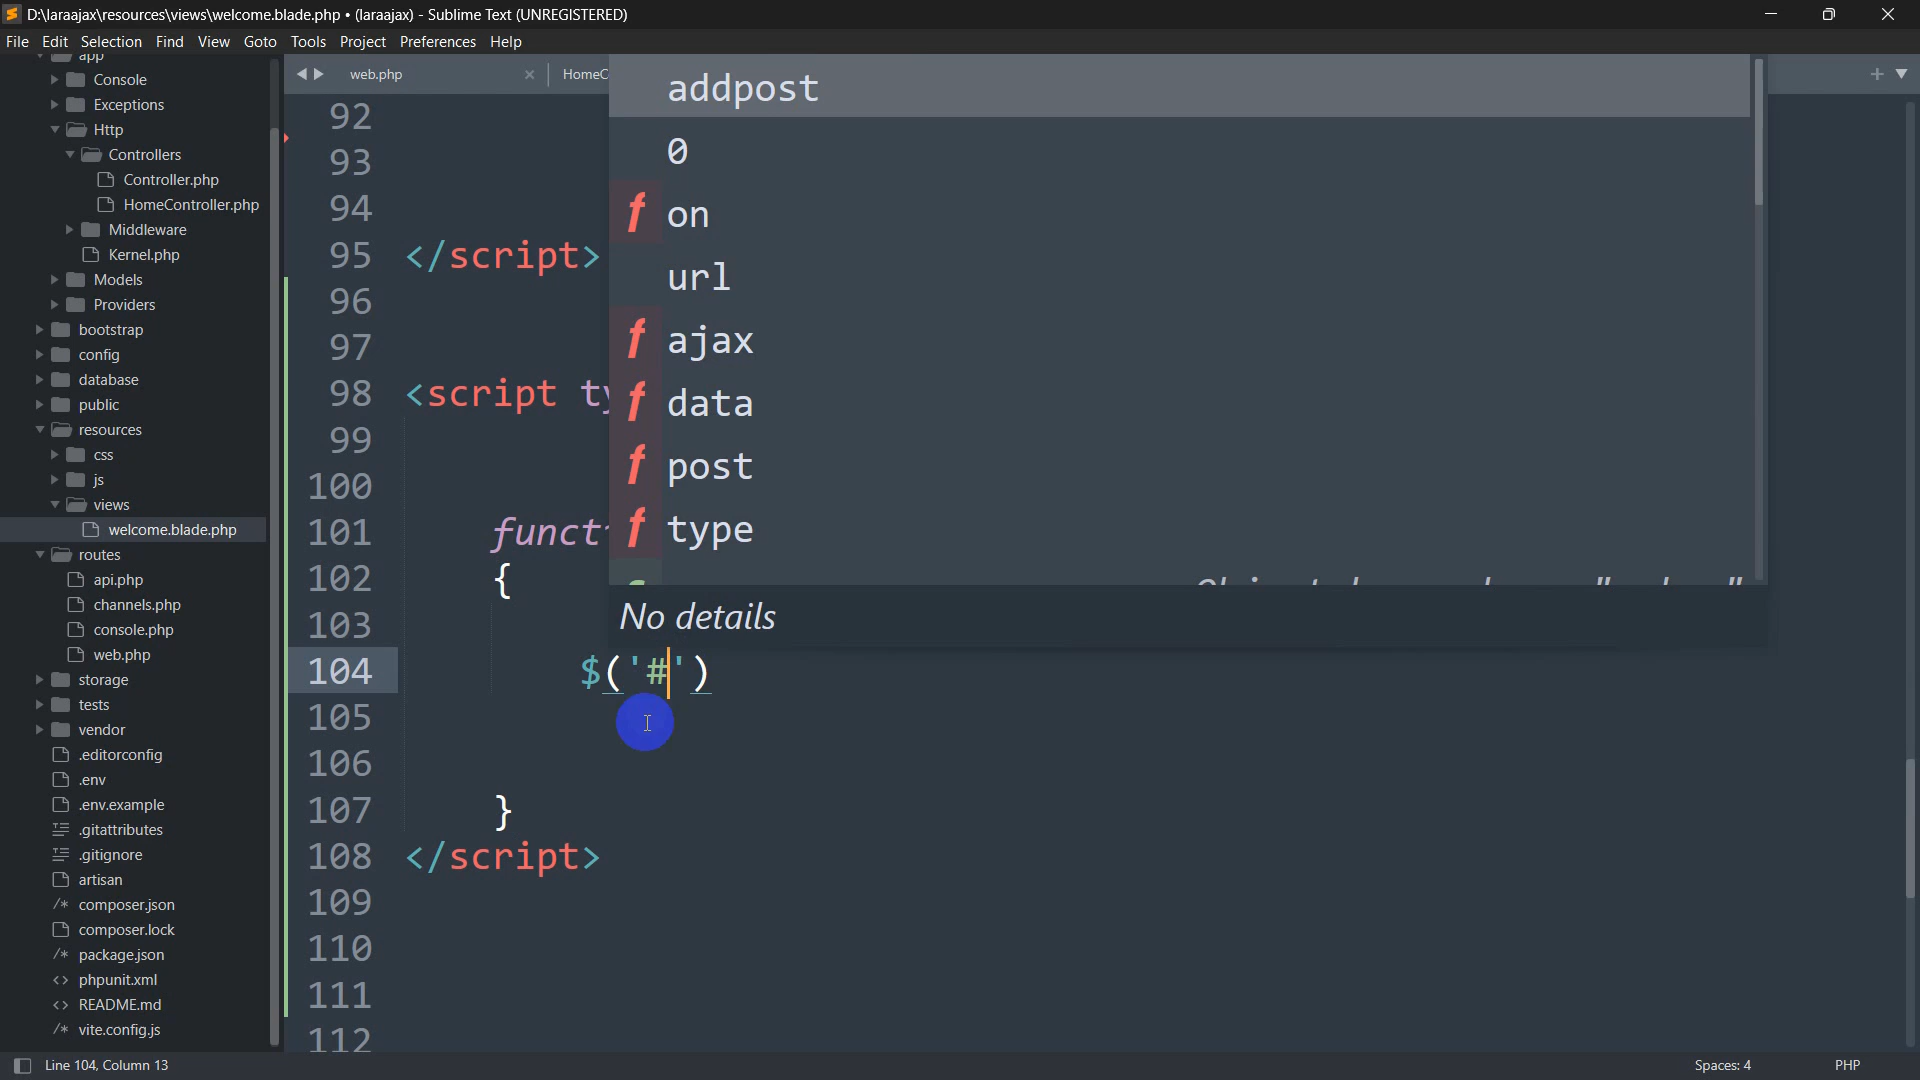 D:\laraajax\resources\views\welcome.blade.php • (laraajax) - Sublime Text (UNREGISTERED)
File Edit Selection Find View Goto Tools Project Preferences Help
app
Console
Exceptions
Http
Controllers
Controller.php
HomeController.php
Middleware
Kernel.php
Models
Providers
bootstrap
config
database
public
resources
css
js
views
welcome.blade.php
routes
api.php
channels.php
console.php
web.php
storage
tests
vendor
.editorconfig
.env
.env.example
.gitattributes
.gitignore
artisan
composer.json
composer.lock
package.json
phpunit.xml
README.md
vite.config.js
web.php × HomeC
92
93
94
95 </script>
96
97
98 <script ty
99
100
101 functi
102 {
103
104 $('#')
105
106
107 }
108 </script>
109
110
111
112
addpost
0
f on
url
f ajax
f data
f post
f type
No details
Line 104, Column 13
Spaces: 4 PHP